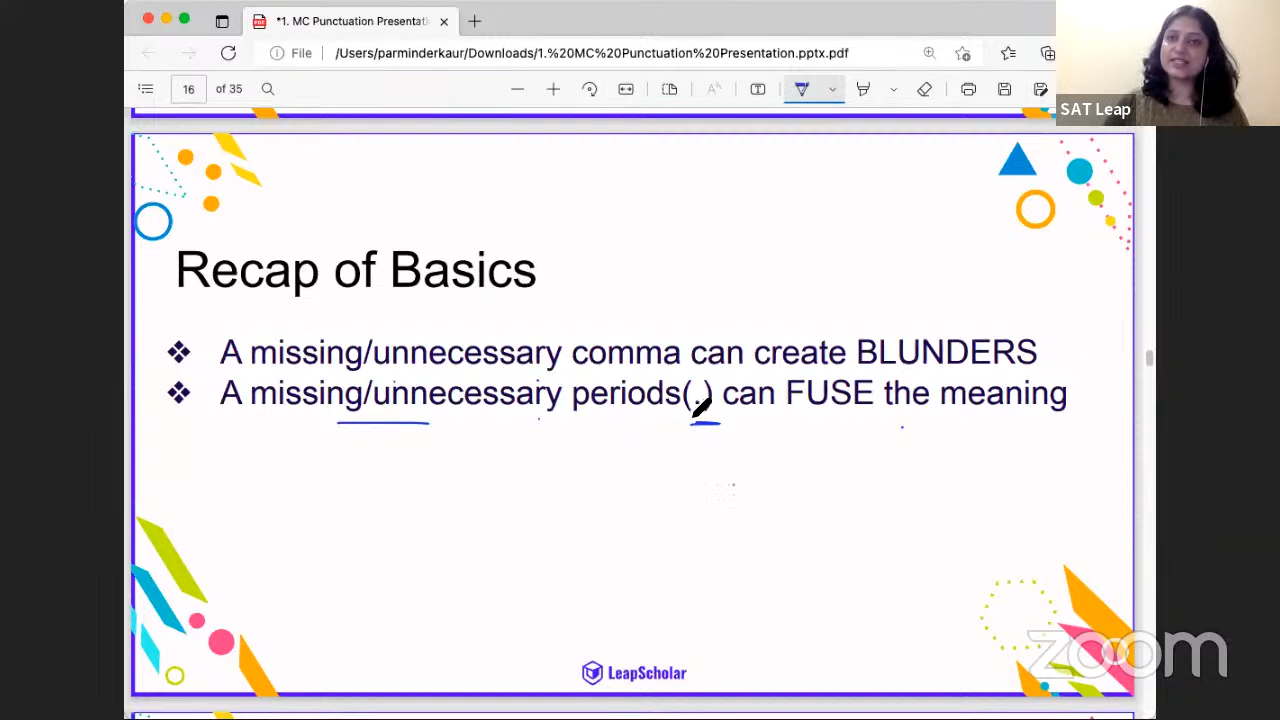 *1. MC Punctuation Presentati
File /Users/parminderkaur/Downloads/1.%20MC%20Punctuation%20Presentation.pptx.pdf
16 of 35
SAT Leap
Recap of Basics
❖ A missing/unnecessary comma can create BLUNDERS
❖ A missing/unnecessary periods(.) can FUSE the meaning
LeapScholar
zoom